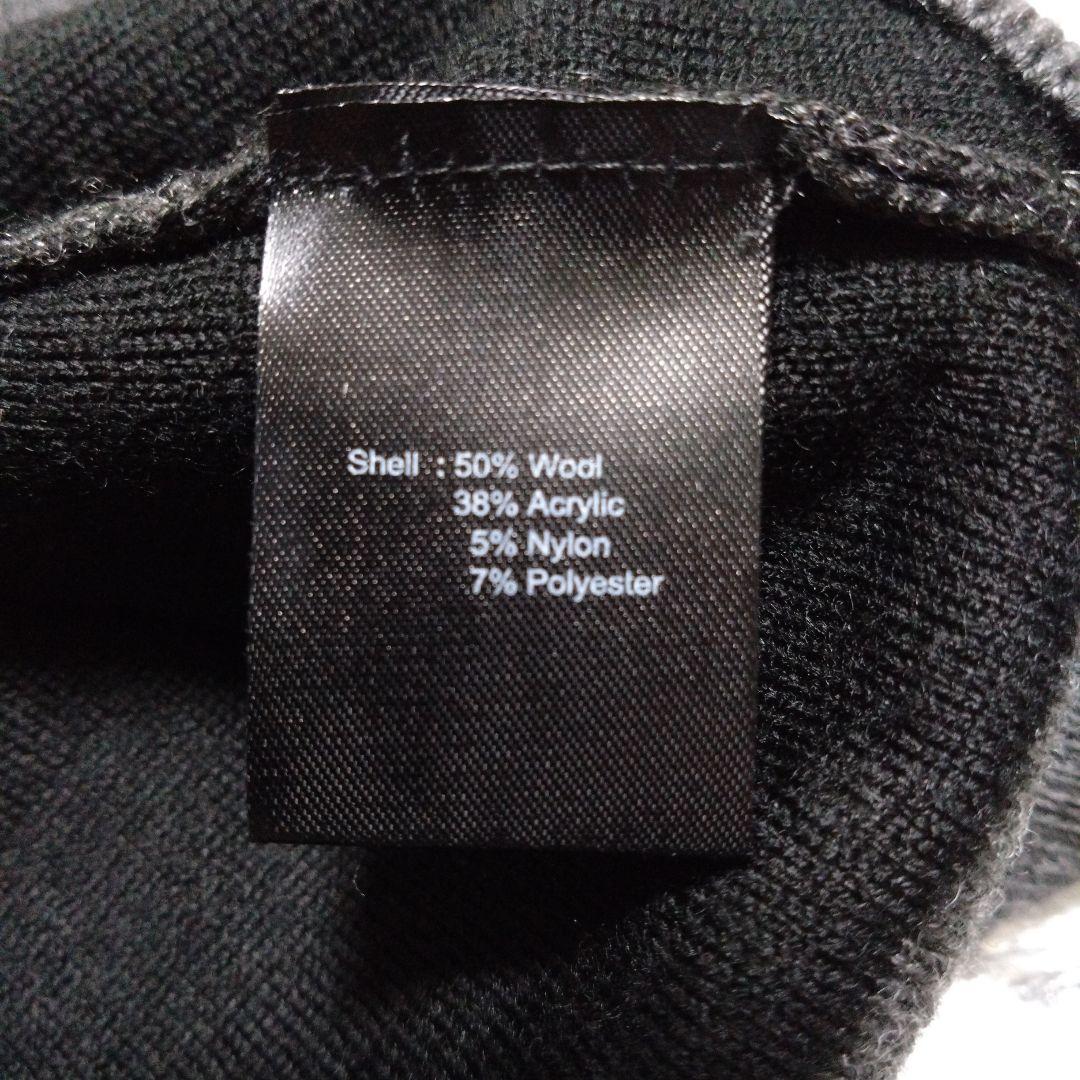 Shell : 50% Wool
38% Acrylic
5% Nylon
7% Polyester